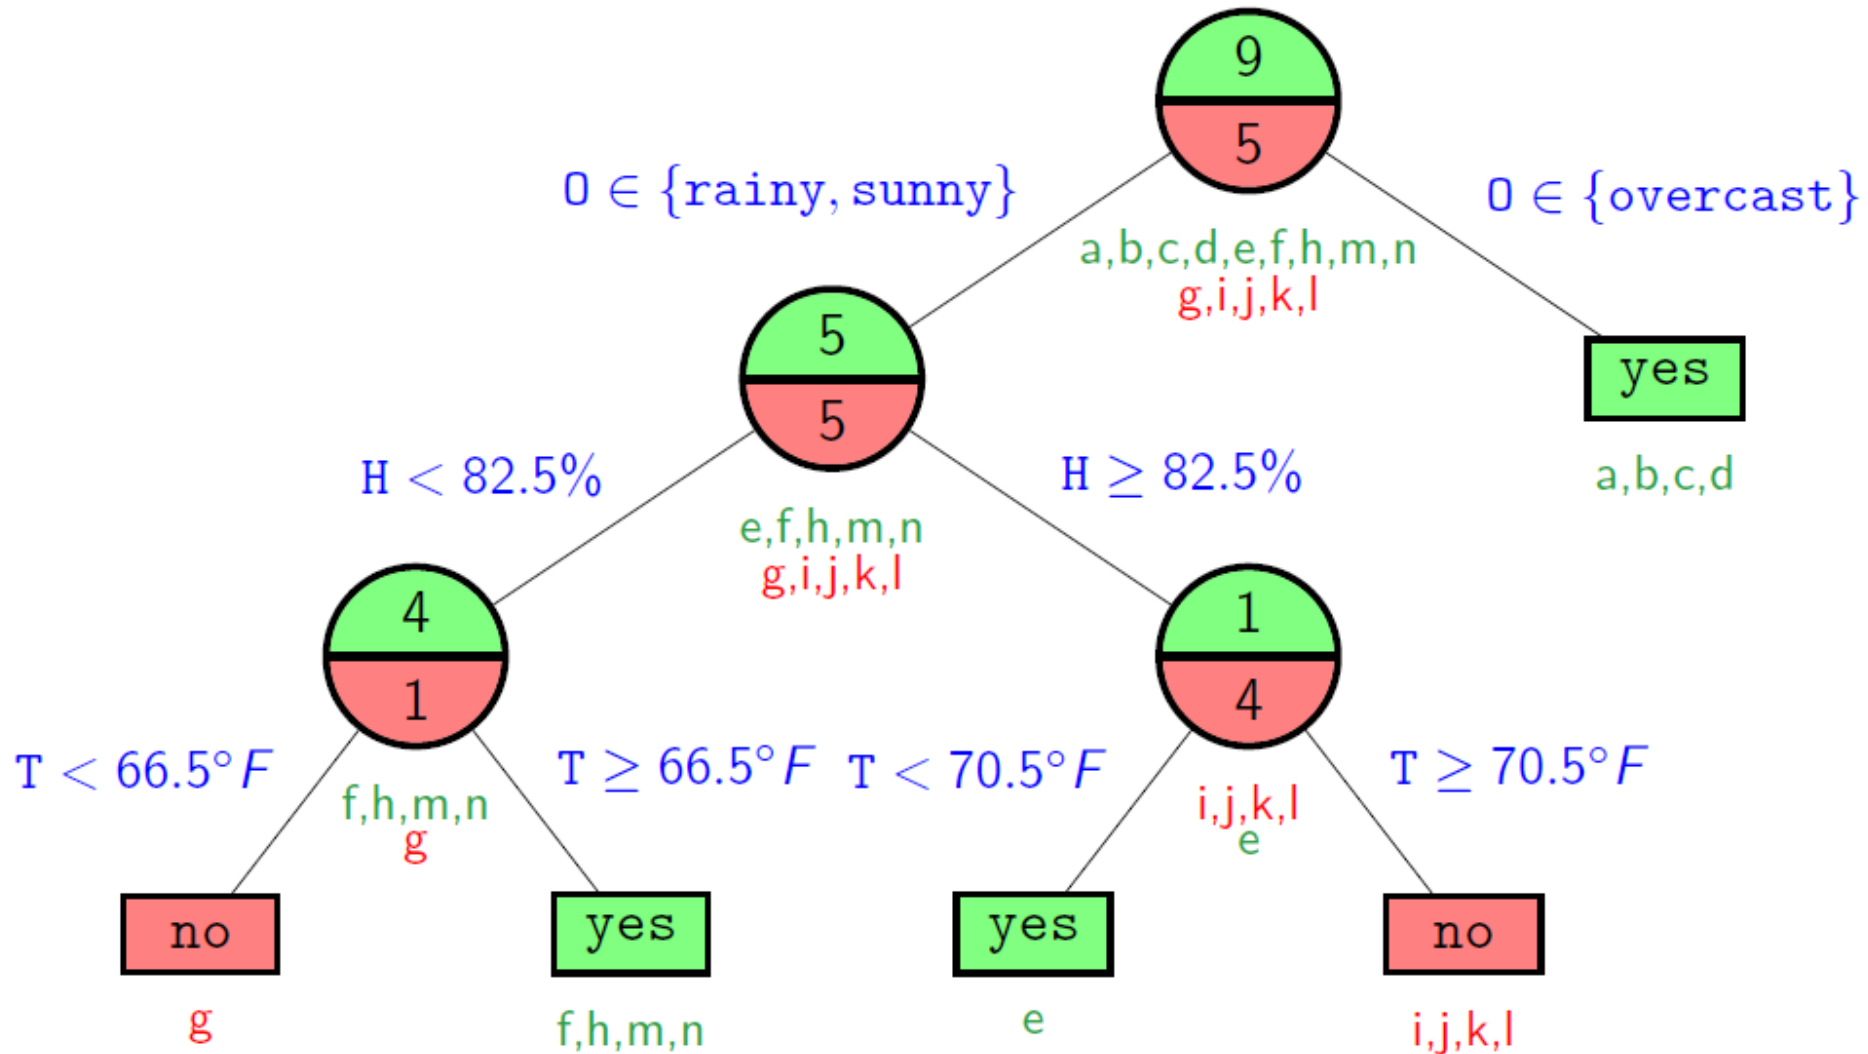 9
5
O ∈ {rainy, sunny}
O ∈ {overcast}
a,b,c,d,e,f,h,m,n
g,i,j,k,l
5
5
yes
a,b,c,d
H < 82.5%
H ≥ 82.5%
e,f,h,m,n
g,i,j,k,l
4
1
1
4
T < 66.5°F
T ≥ 66.5°F
T < 70.5°F
T ≥ 70.5°F
f,h,m,n
g
i,j,k,l
e
no
yes
yes
no
g
f,h,m,n
e
i,j,k,l